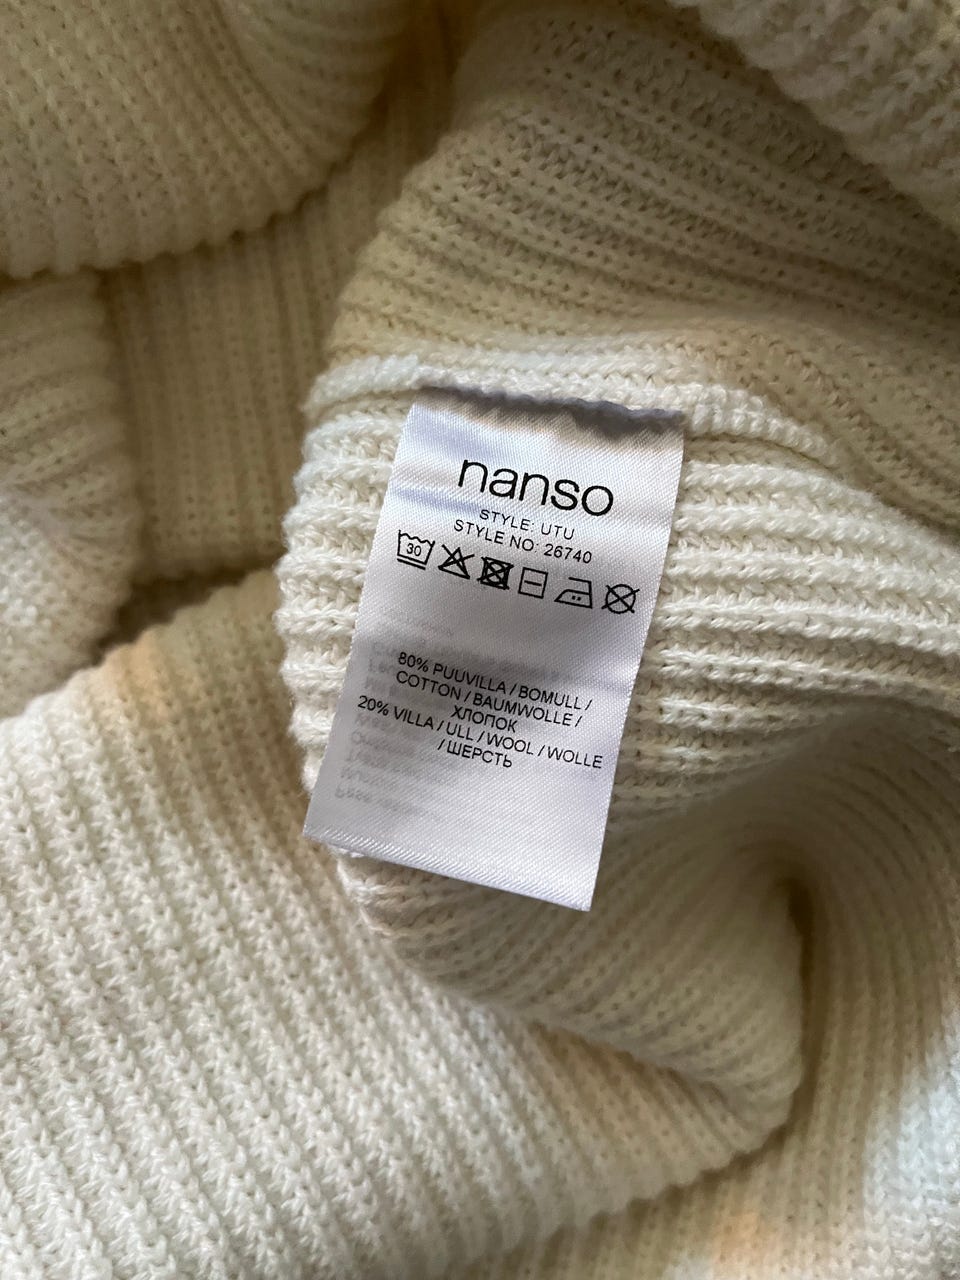 nanso
STYLE: UTU
STYLE NO: 26740
30
80% PUUVILLA / BOMULL /
COTTON / BAUMWOLLE /
ХЛОПОК
20% VILLA / ULL / WOOL / WOLLE
/ ШЕРСТЬ